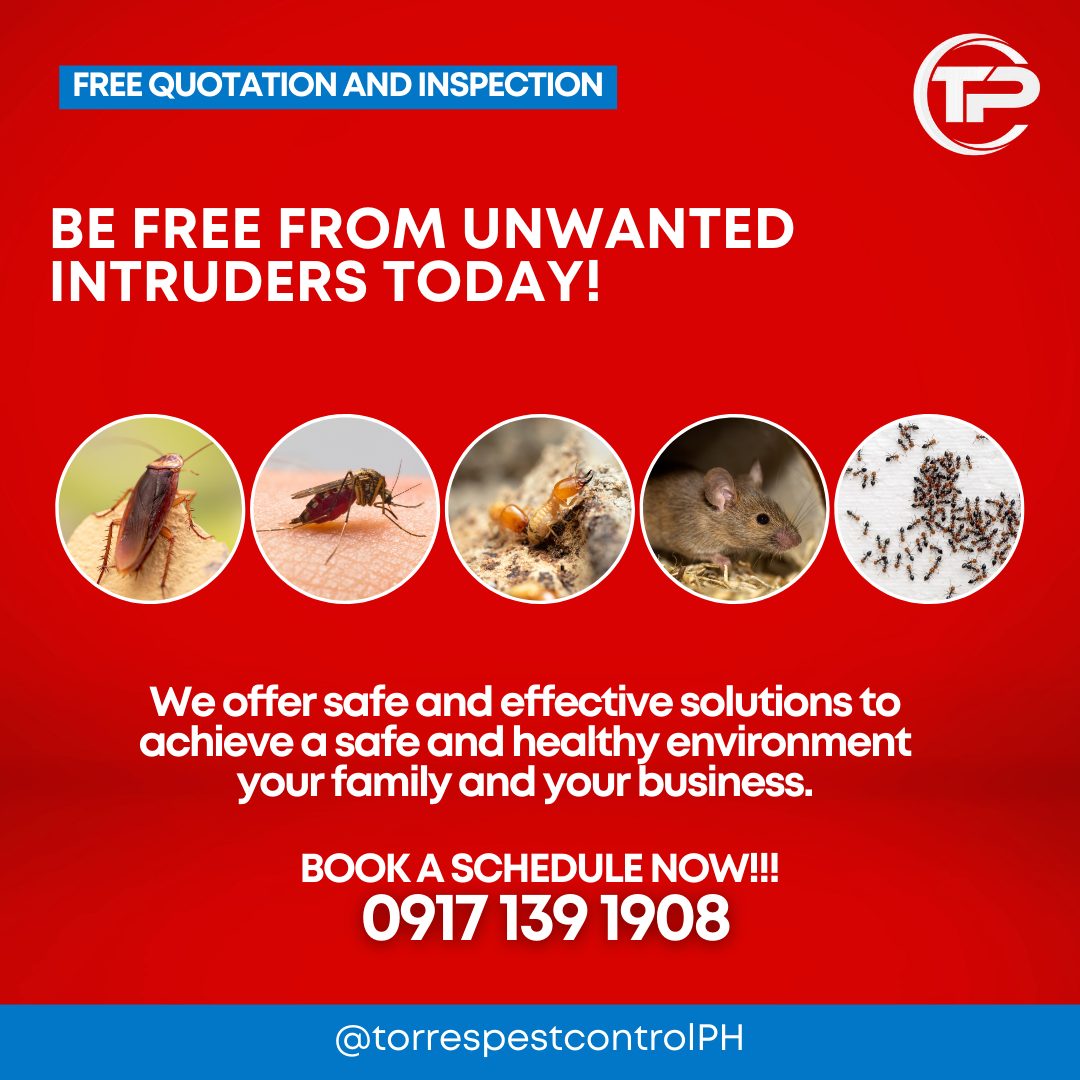 FREE QUOTATION AND INSPECTION
TP
BE FREE FROM UNWANTED
INTRUDERS TODAY!
We offer safe and effective solutions to
achieve a safe and healthy environment
your family and your business.
BOOK A SCHEDULE NOW!!!
0917 139 1908
@torrespestcontrolPH